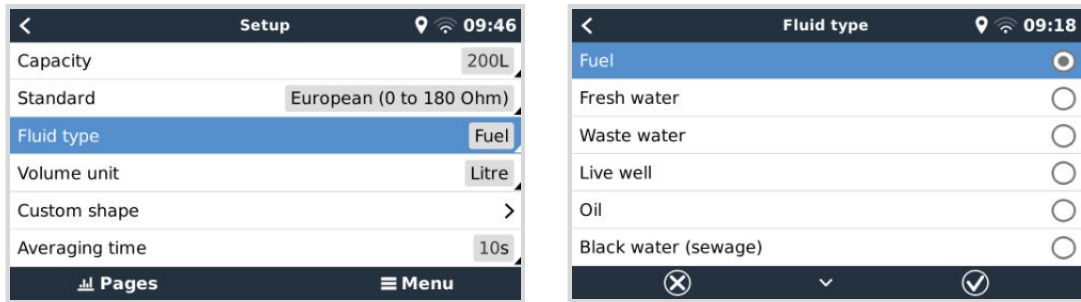 Setup 09:46
Capacity 200L
Standard European (0 to 180 Ohm)
Fluid type Fuel
Volume unit Litre
Custom shape
Averaging time 10s
Pages Menu
Fluid type 09:18
Fuel
Fresh water
Waste water
Live well
Oil
Black water (sewage)